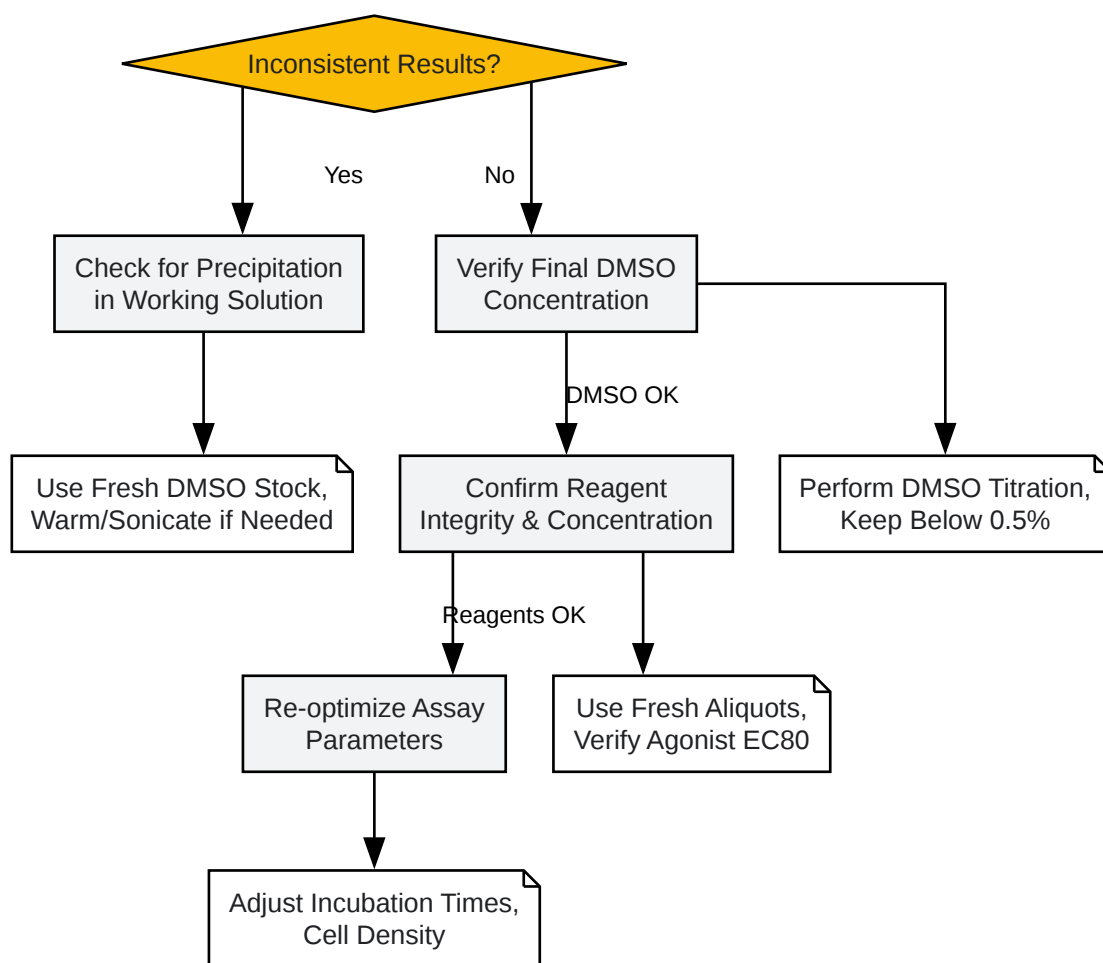 Inconsistent Results?
Yes
No
Check for Precipitation
in Working Solution
Verify Final DMSO
Concentration
DMSO OK
Use Fresh DMSO Stock,
Warm/Sonicate if Needed
Confirm Reagent
Integrity & Concentration
Perform DMSO Titration,
Keep Below 0.5%
Reagents OK
Re-optimize Assay
Parameters
Use Fresh Aliquots,
Verify Agonist EC80
Adjust Incubation Times,
Cell Density